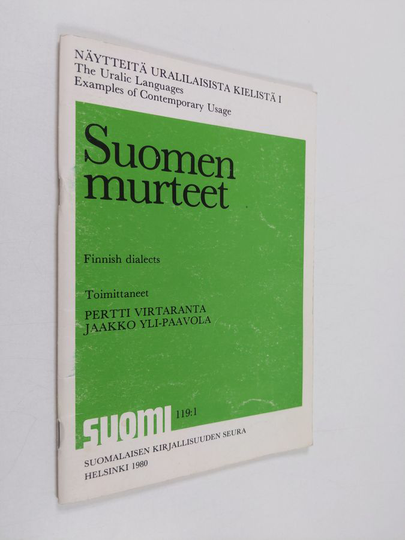 NÄYTTEITÄ URALILAISISTA KIELISTÄ I
The Uralic Languages
Examples of Contemporary Usage
Suomen
murteet
Finnish dialects
Toimittaneet
PERTTI VIRTARANTA
JAAKKO YLI-PAAVOLA
SUOMI 119:1
SUOMALAISEN KIRJALLISUUDEN SEURA
HELSINKI 1980